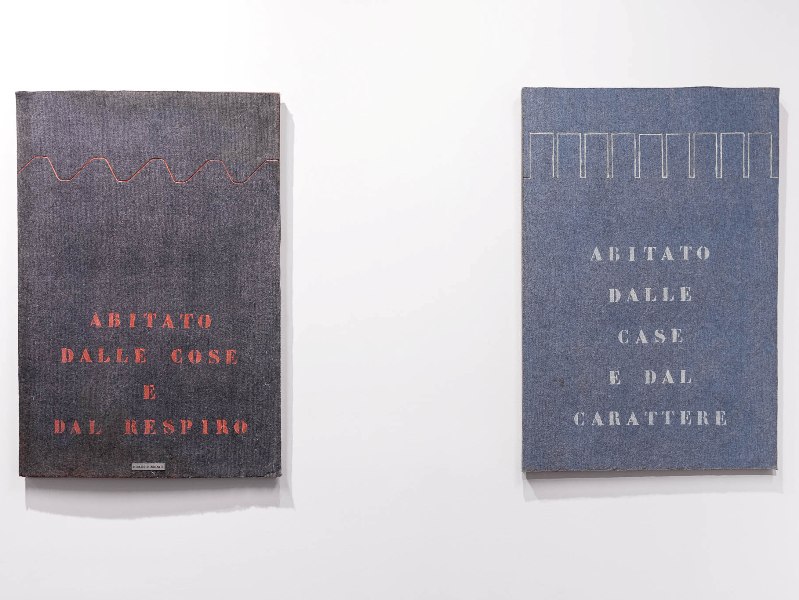 ABITATO
DALLE COSE
E
DAL RESPIRO
ABITATO
DALLE
CASE
E DAL
CARATTERE